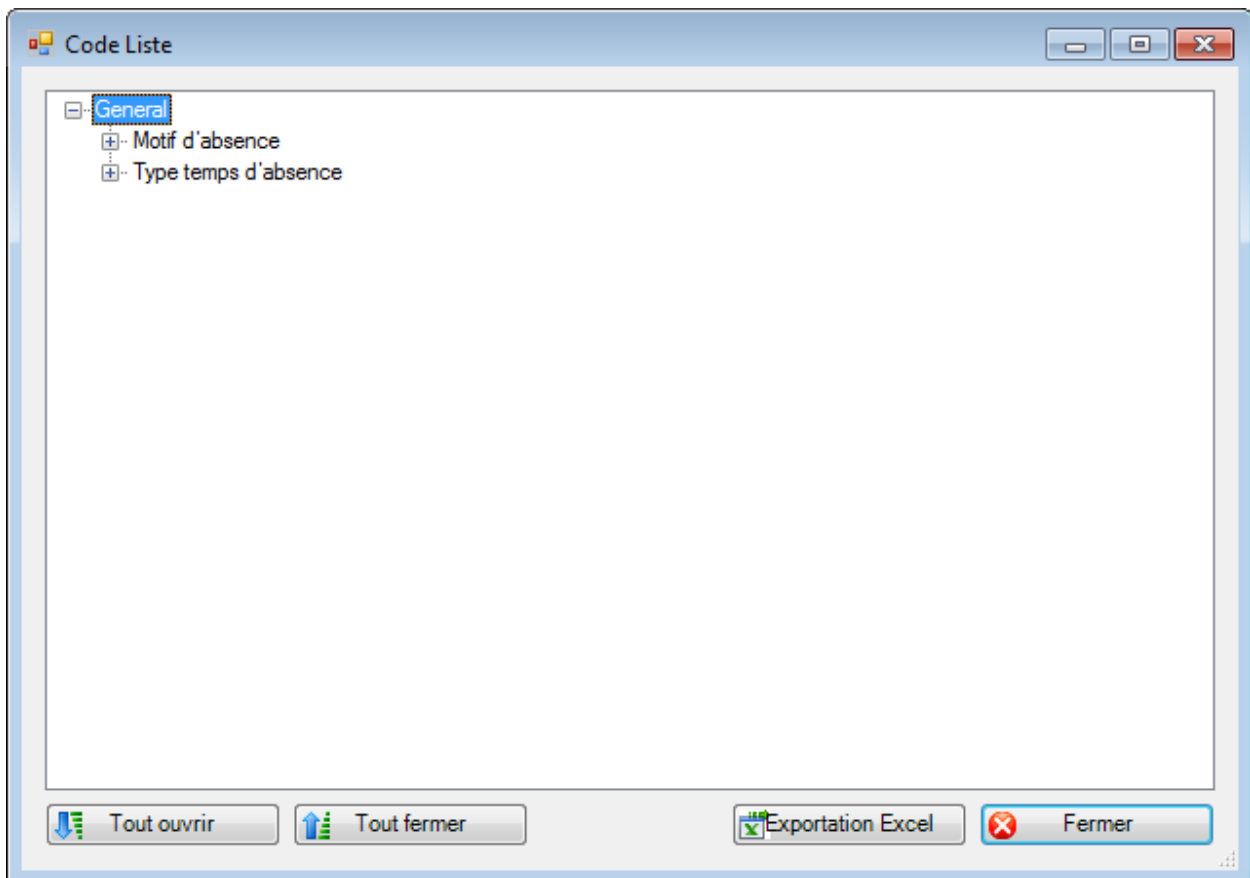 Code Liste
General
Motif d'absence
Type temps d'absence
Tout ouvrir
Tout fermer
Exportation Excel
Fermer